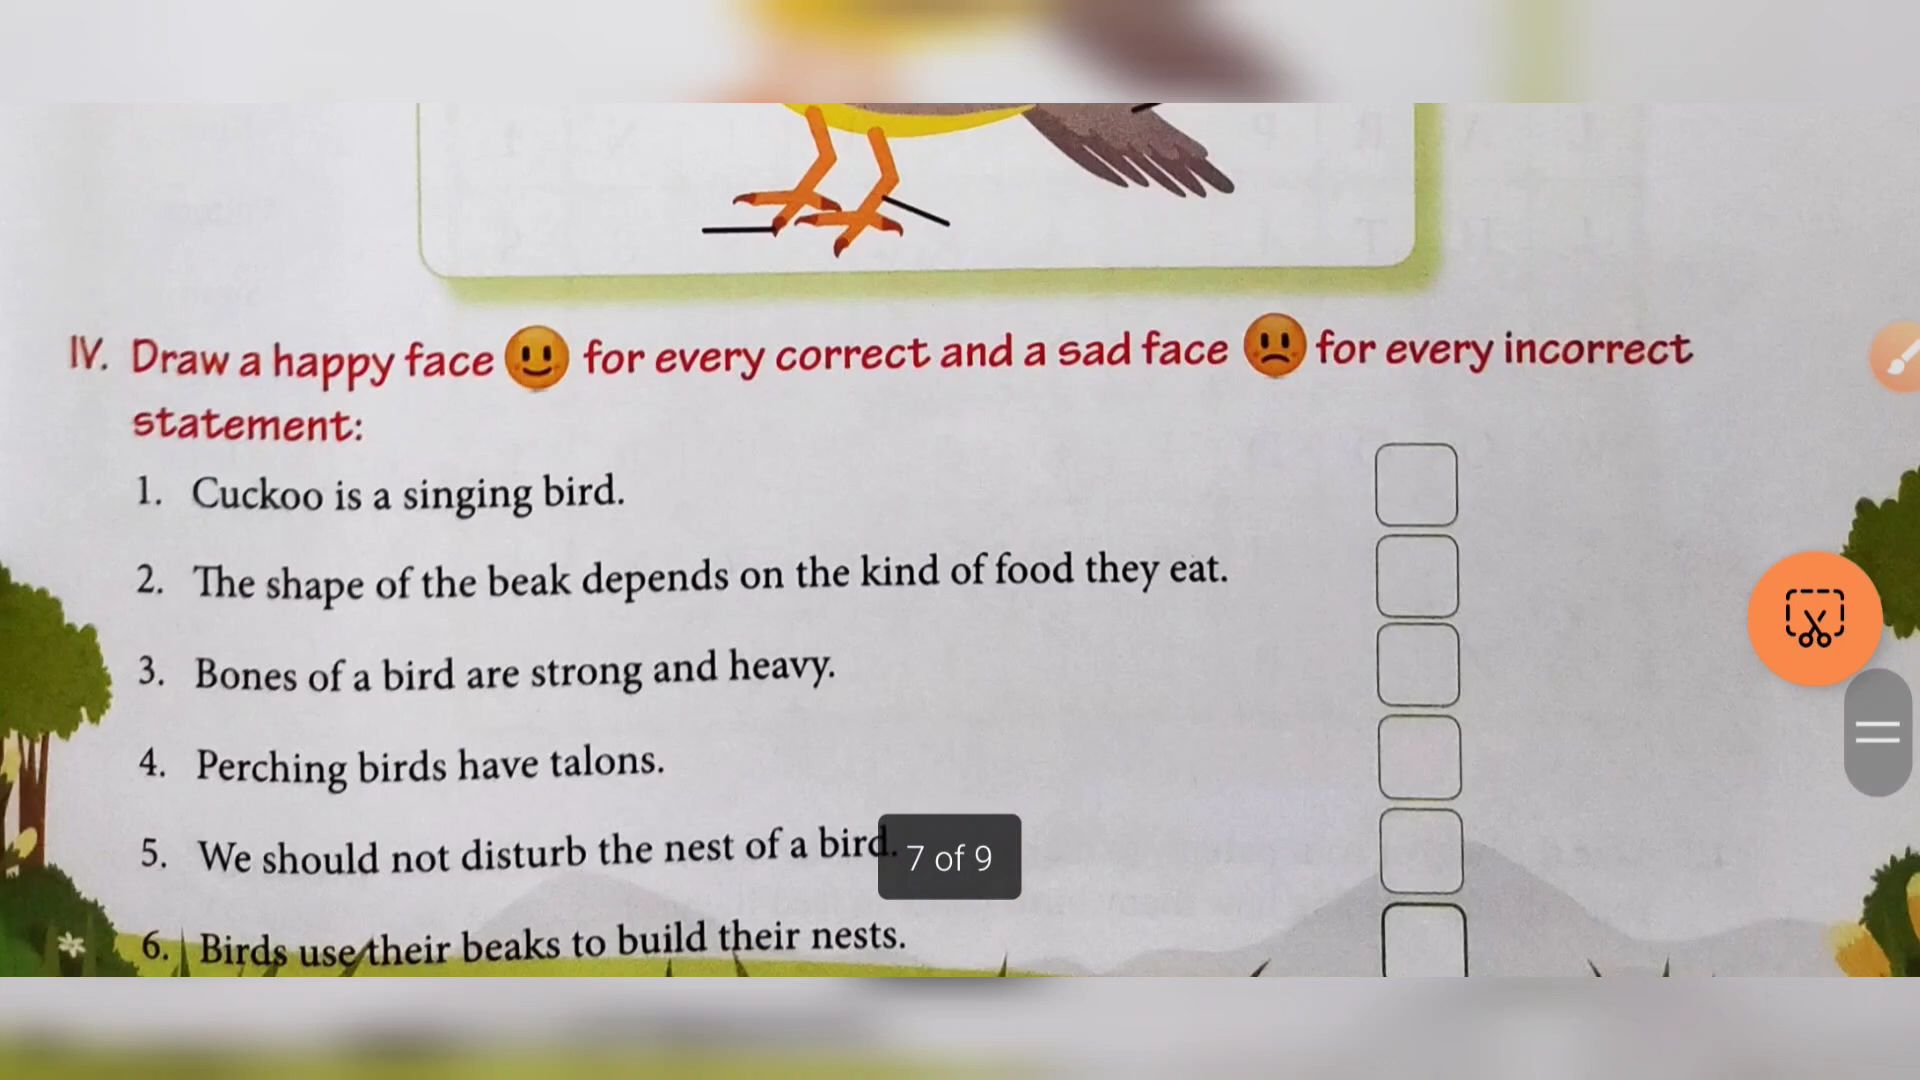 IV. Draw a happy face for every correct and a sad face for every incorrect
statement:
1. Cuckoo is a singing bird.
2. The shape of the beak depends on the kind of food they eat.
3. Bones of a bird are strong and heavy.
4. Perching birds have talons.
5. We should not disturb the nest of a bird.
7 of 9
6. Birds use their beaks to build their nests.